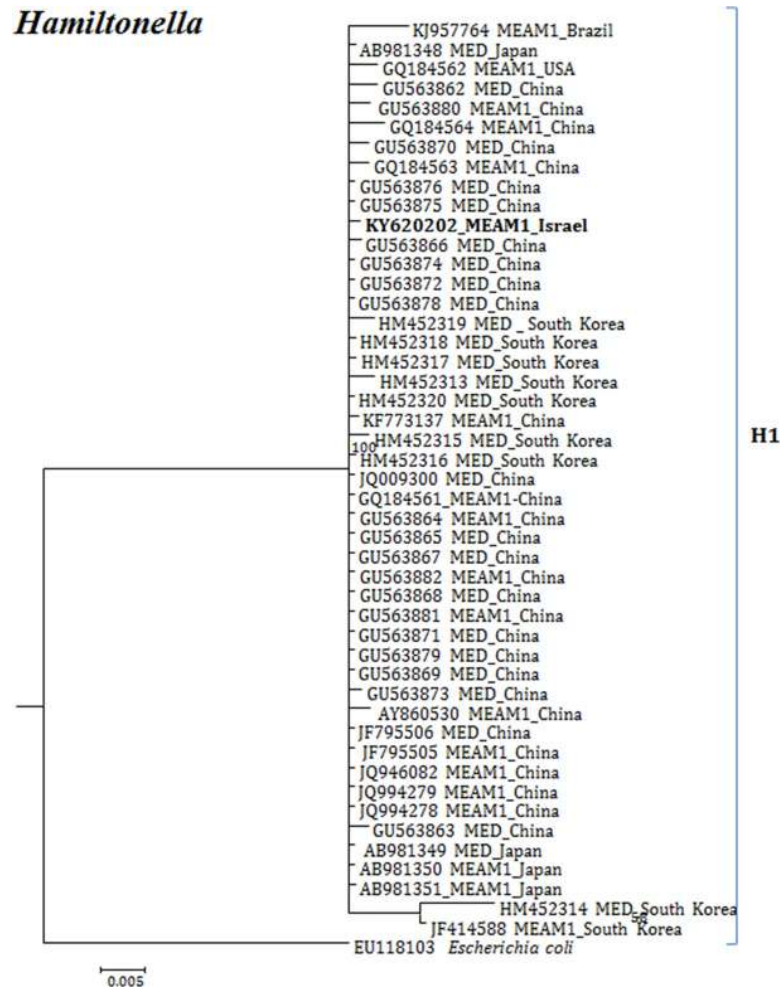 Hamiltonella
KJ957764 MEAM1_Brazil
AB981348 MED_Japan
GQ184562 MEAM1_USA
GU563862 MED_China
GU563880 MEAM1_China
GQ184564 MEAM1_China
GU563870 MED_China
GQ184563 MEAM1_China
GU563876 MED_China
GU563875 MED_China
KY620202_MEAM1_Israel
GU563866 MED_China
GU563874 MED_China
GU563872 MED_China
GU563878 MED_China
HM452319 MED_South Korea
HM452318 MED_South Korea
HM452317 MED_South Korea
HM452313 MED_South Korea
HM452320 MED_South Korea
KF773137 MEAM1_China
H1
HM452315 MED_South Korea
100
HM452316 MED_South Korea
JQ009300 MED_China
GQ184561_MEAM1-China
GU563864 MEAM1_China
GU563865 MED_China
GU563867 MED_China
GU563882 MEAM1_China
GU563868 MED_China
GU563881 MEAM1_China
GU563871 MED_China
GU563879 MED_China
GU563869 MED_China
GU563873 MED_China
AY860530 MEAM1_China
JF795506 MED_China
JF795505 MEAM1_China
JQ946082 MEAM1_China
JQ994279 MEAM1_China
JQ994278 MEAM1_China
GU563863 MED_China
AB981349 MED_Japan
AB981350 MEAM1_Japan
AB981351_MEAM1_Japan
HM452314 MED_South Korea
JF414588 MEAM1_South Korea
EU118103 Escherichia coli
0.005